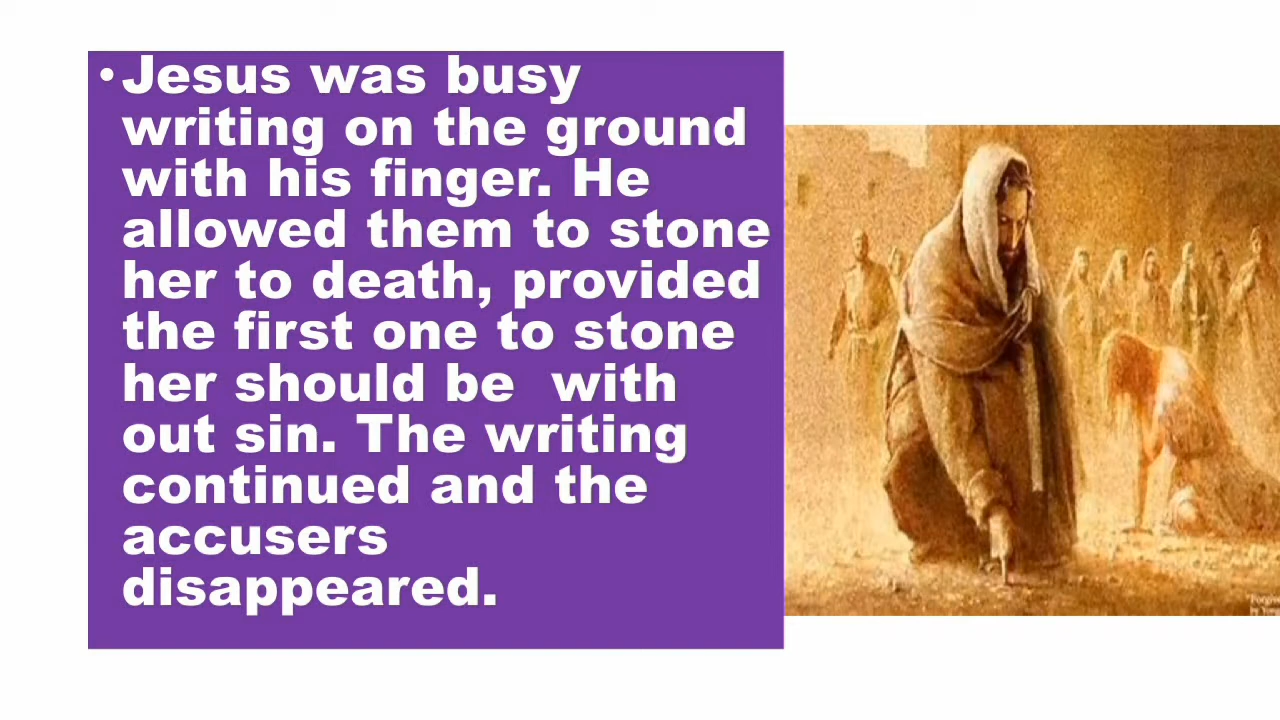 • Jesus was busy
writing on the ground
with his finger. He
allowed them to stone
her to death, provided
the first one to stone
her should be  with
out sin. The writing
continued and the
accusers
disappeared.